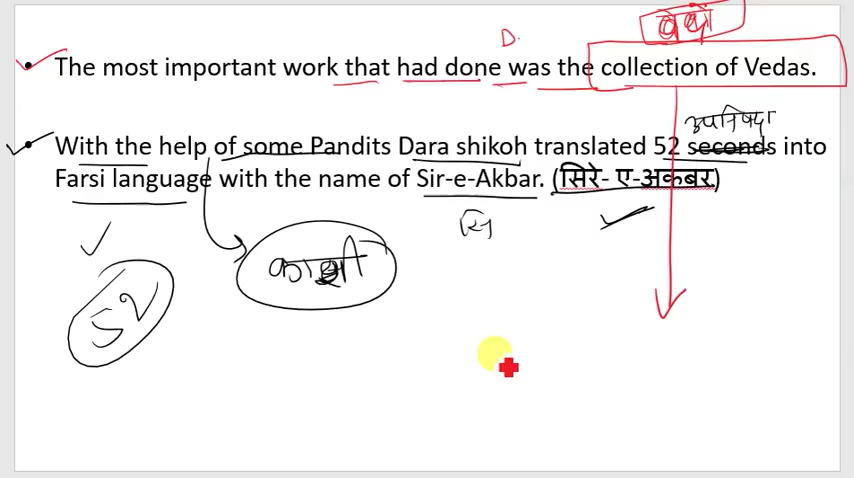 वेदों
D.
The most important work that had done was the collection of Vedas.
उपनिषदों
With the help of some Pandits Dara shikoh translated 52 seconds into
Farsi language with the name of Sir-e-Akbar. (सिरे- ए-अकबर)
सि
काशी
52